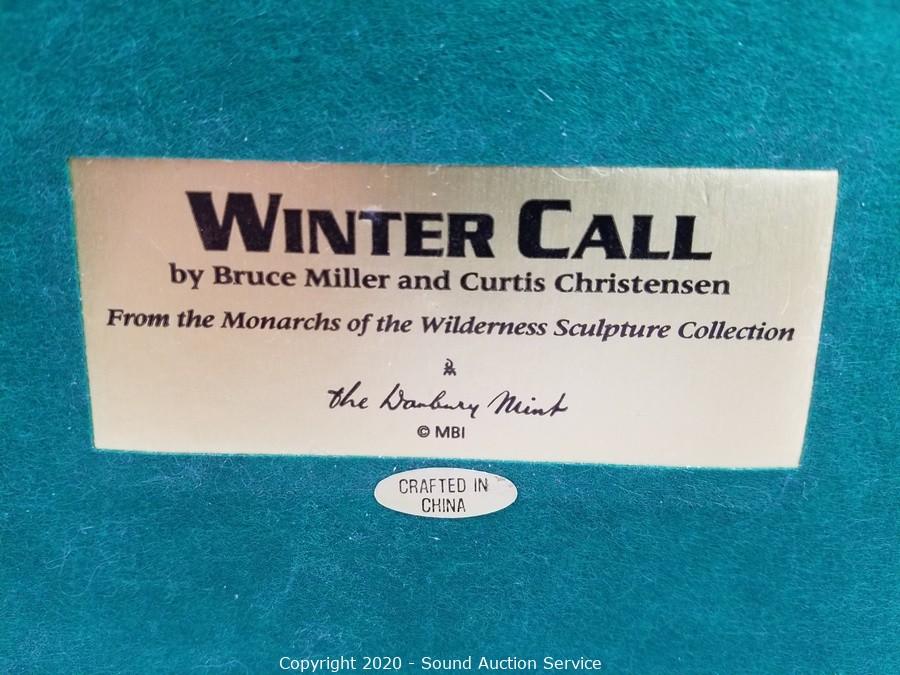 WINTER CALL
by Bruce Miller and Curtis Christensen
From the Monarchs of the Wilderness Sculpture Collection
the Danbury Mint
© MBI
CRAFTED IN
CHINA
Copyright 2020 - Sound Auction Service